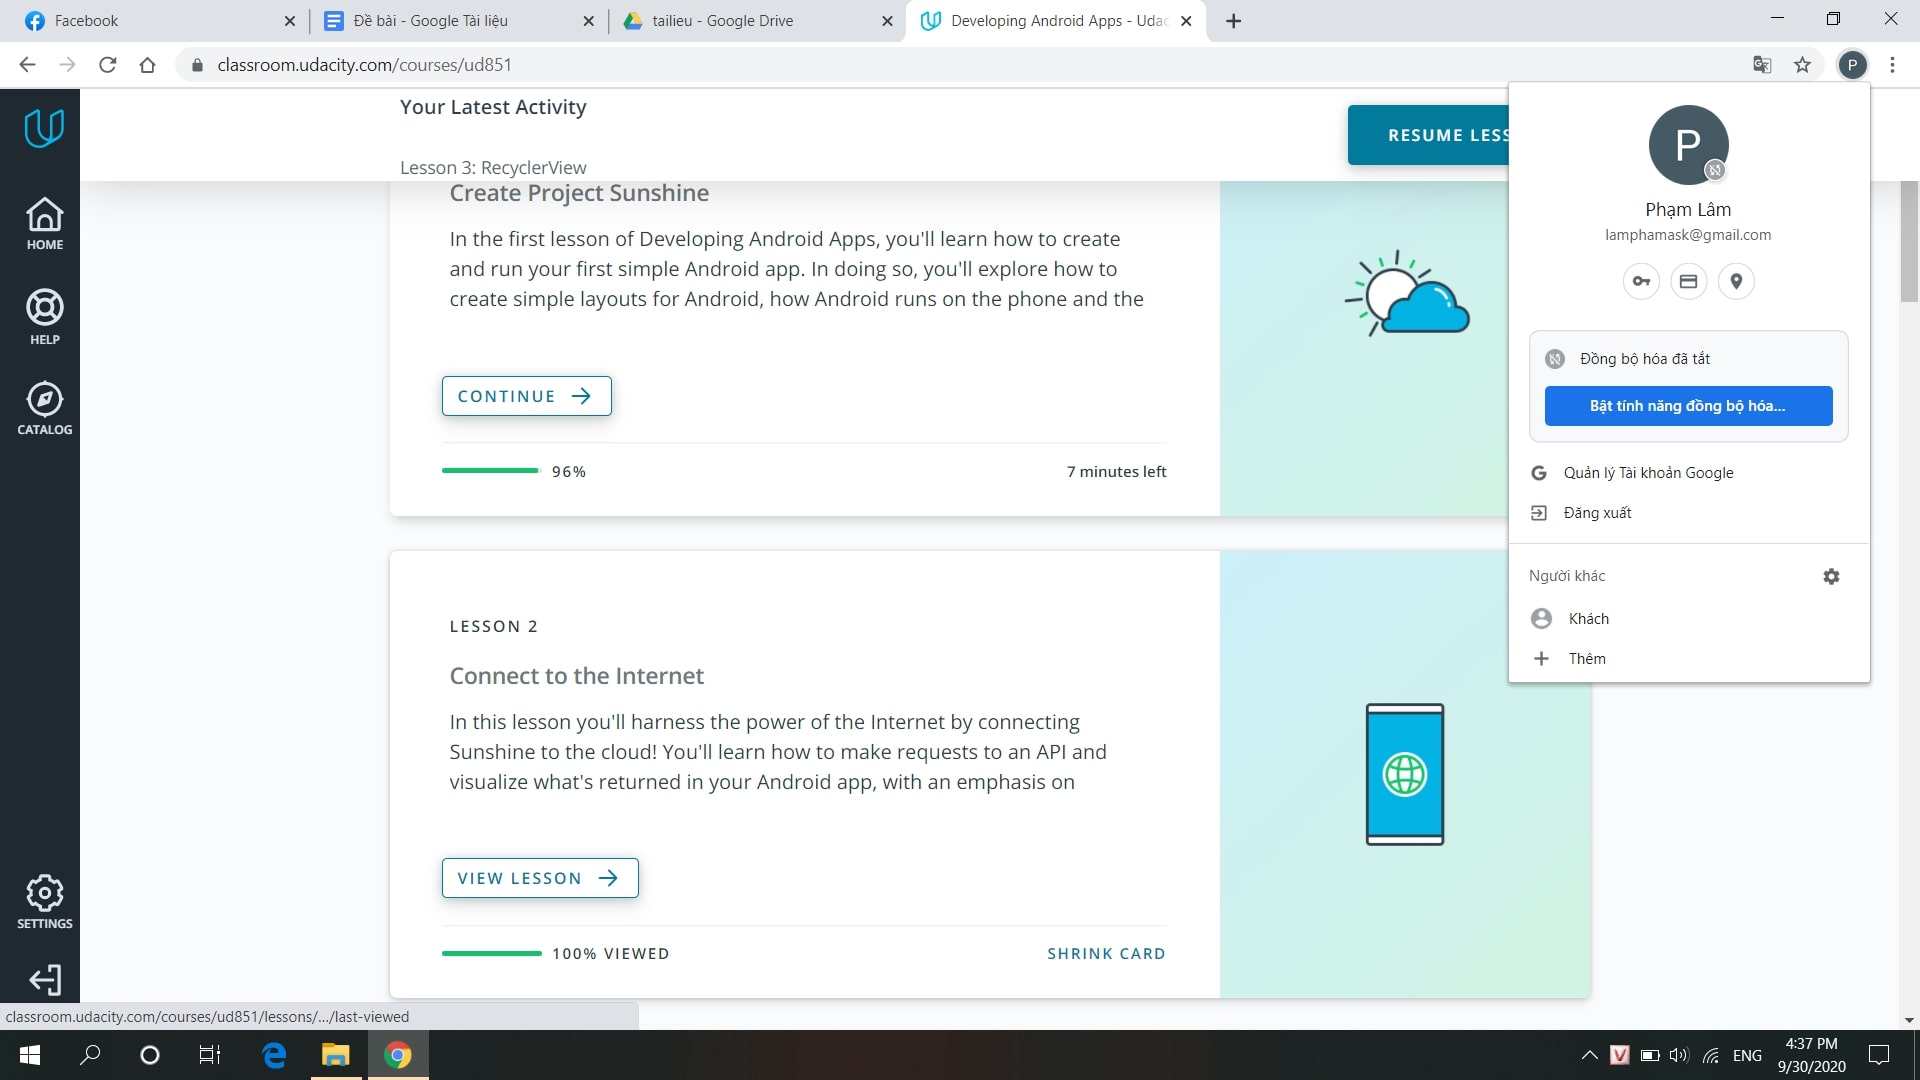 Facebook
Đề bài - Google Tài liệu
tailieu - Google Drive
Developing Android Apps - Udac
classroom.udacity.com/courses/ud851
P
Your Latest Activity
Lesson 3: RecyclerView
RESUME LESS
HOME
HELP
CATALOG
SETTINGS
Create Project Sunshine
In the first lesson of Developing Android Apps, you'll learn how to create
and run your first simple Android app. In doing so, you'll explore how to
create simple layouts for Android, how Android runs on the phone and the
CONTINUE
96%
7 minutes left
LESSON 2
Connect to the Internet
In this lesson you'll harness the power of the Internet by connecting
Sunshine to the cloud! You'll learn how to make requests to an API and
visualize what's returned in your Android app, with an emphasis on
VIEW LESSON
100% VIEWED
SHRINK CARD
P
Phạm Lâm
lamphamask@gmail.com
Đồng bộ hóa đã tắt
Bật tính năng đồng bộ hóa...
Quản lý Tài khoản Google
Đăng xuất
Người khác
Khách
Thêm
classroom.udacity.com/courses/ud851/lessons/.../last-viewed
ENG
4:37 PM
9/30/2020